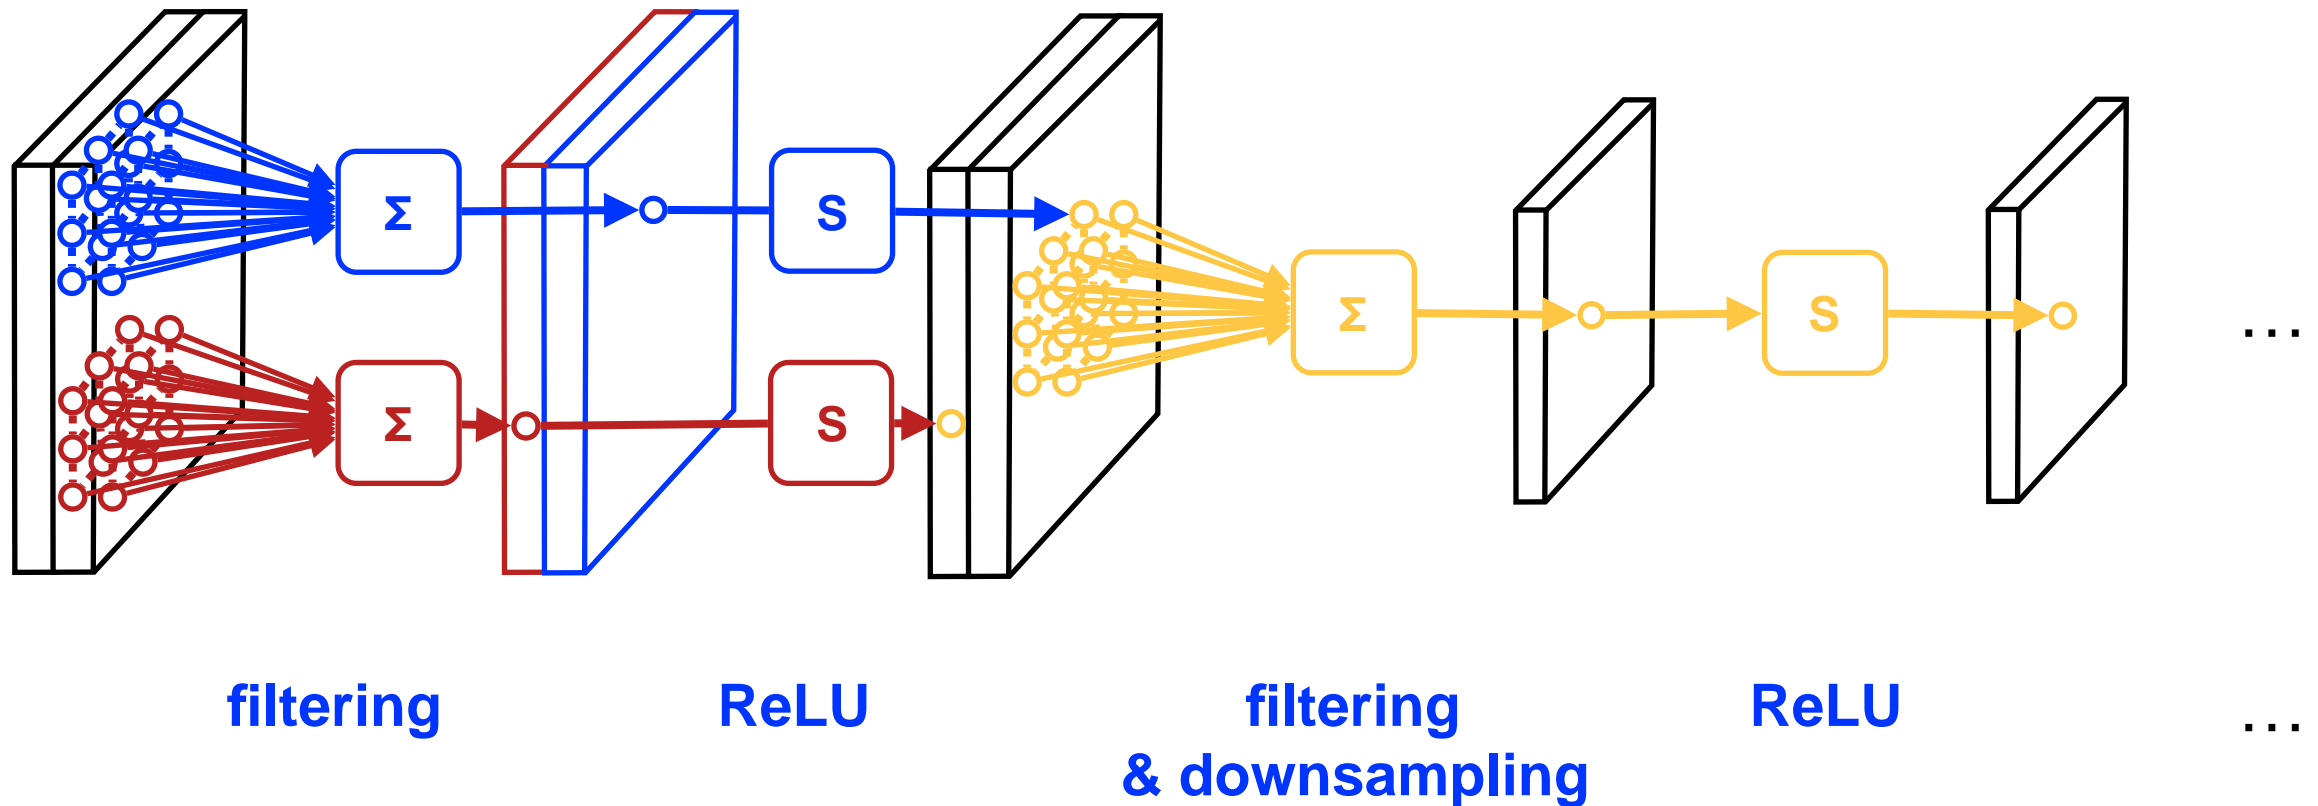 Σ S
Σ S
Σ S ...
filtering ReLU filtering ReLU ...
& downsampling